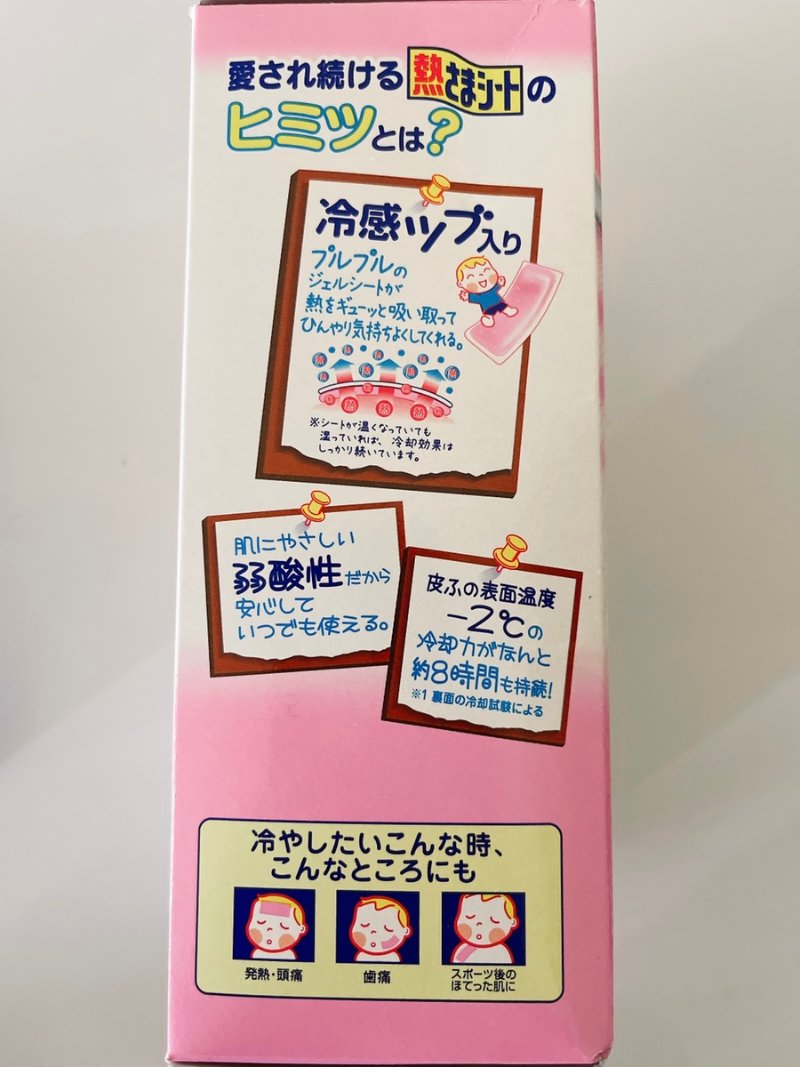 愛され続ける熱さまシートの
ヒミツとは?
冷感ツブ入り
プルプルの
ジェルシートが
熱をギューッと吸い取って
ひんやり気持ちよくしてくれる。
熱 熱 熱
※シートが温くなっていても
湿っていれば、冷却効果は
しっかり続いています。
肌にやさしい
弱酸性だから
安心して
いつでも使える。
皮ふの表面温度
−2℃の
冷却力がなんと
約8時間も持続!
※1 裏面の冷却試験による
冷やしたいこんな時、
こんなところにも
発熱・頭痛
歯痛
スポーツ後の
ほてった肌に